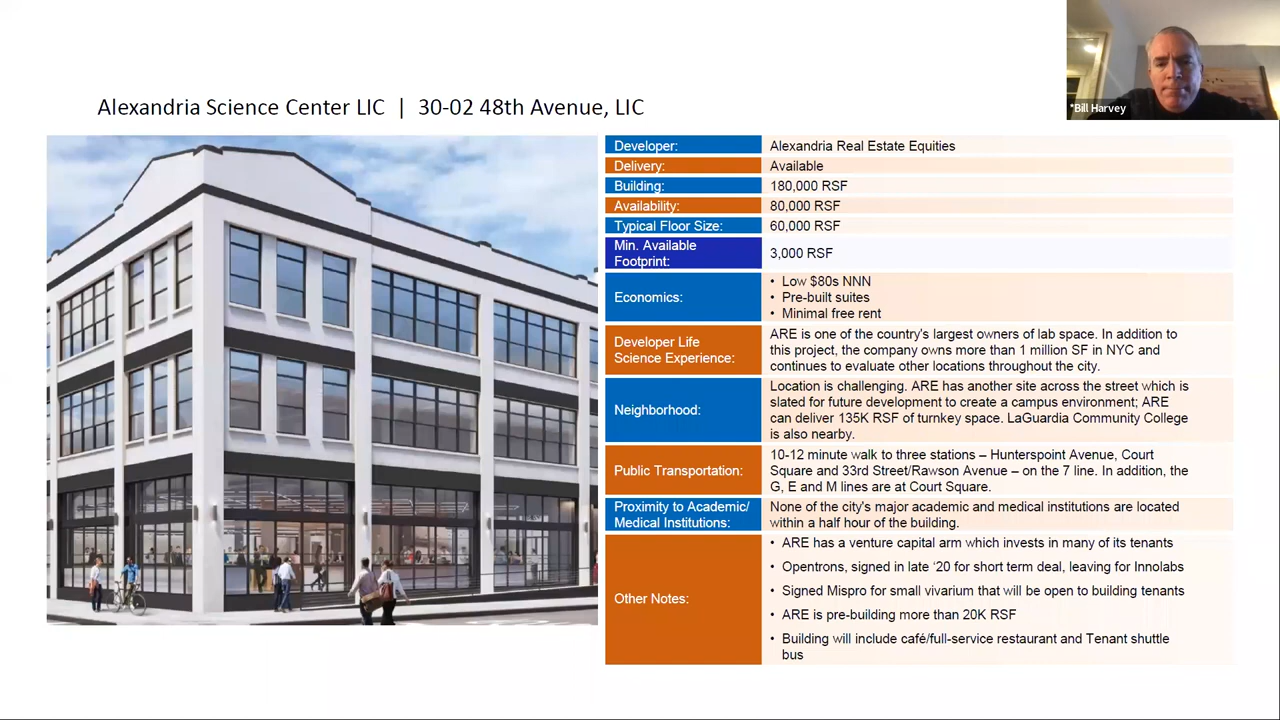 *Bill Harvey
Alexandria Science Center LIC | 30-02 48th Avenue, LIC
Developer: Alexandria Real Estate Equities
Delivery: Available
Building: 180,000 RSF
Availability: 80,000 RSF
Typical Floor Size: 60,000 RSF
Min. Available
Footprint:
3,000 RSF
Economics:
• Low $80s NNN
• Pre-built suites
• Minimal free rent
Developer Life
Science Experience:
ARE is one of the country's largest owners of lab space. In addition to
this project, the company owns more than 1 million SF in NYC and
continues to evaluate other locations throughout the city.
Neighborhood:
Location is challenging. ARE has another site across the street which is
slated for future development to create a campus environment; ARE
can deliver 135K RSF of turnkey space. LaGuardia Community College
is also nearby.
Public Transportation:
10-12 minute walk to three stations – Hunterspoint Avenue, Court
Square and 33rd Street/Rawson Avenue – on the 7 line. In addition, the
G, E and M lines are at Court Square.
Proximity to Academic/
Medical Institutions:
None of the city's major academic and medical institutions are located
within a half hour of the building.
Other Notes:
• ARE has a venture capital arm which invests in many of its tenants
• Opentrons, signed in late '20 for short term deal, leaving for Innolabs
• Signed Mispro for small vivarium that will be open to building tenants
• ARE is pre-building more than 20K RSF
• Building will include café/full-service restaurant and Tenant shuttle
bus